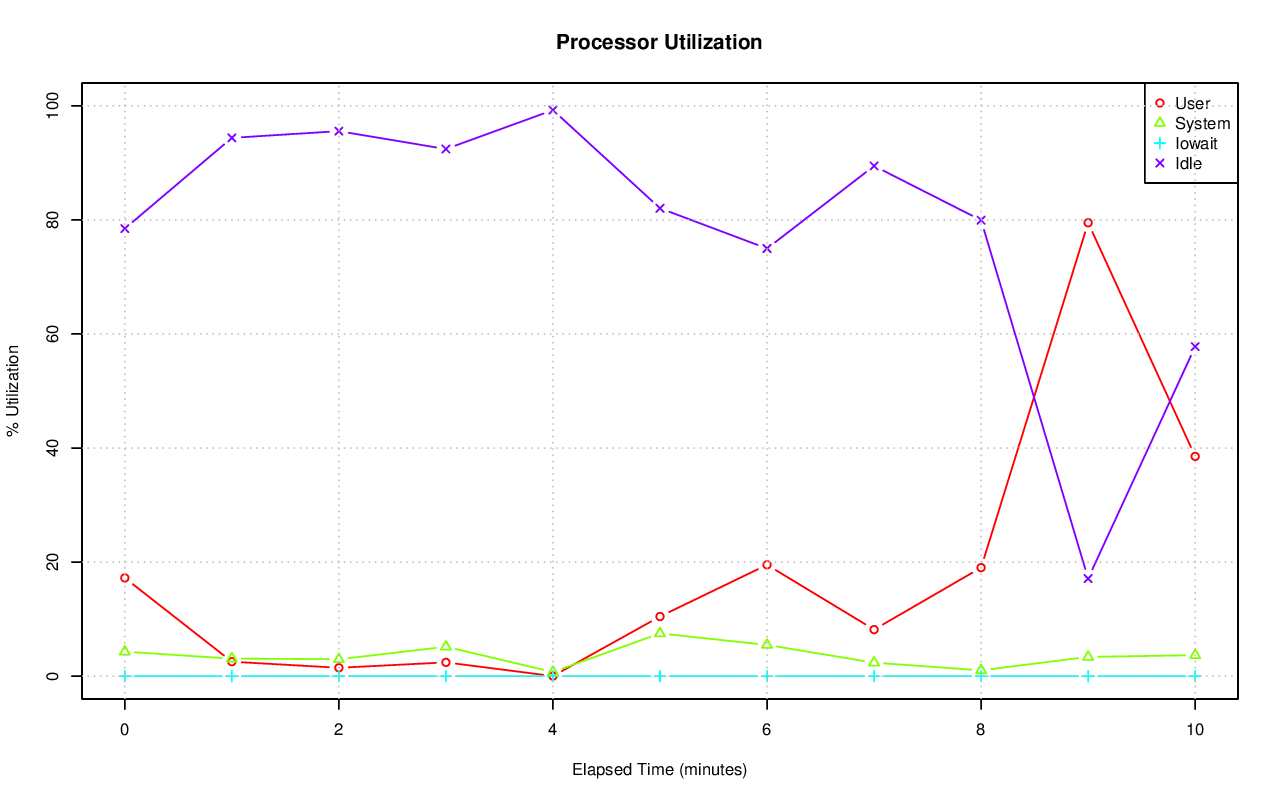 Processor Utilization
User
System
Iowait
Idle
100
80
60
40
20
0
% Utilization
0 2 4 6 8 10
Elapsed Time (minutes)